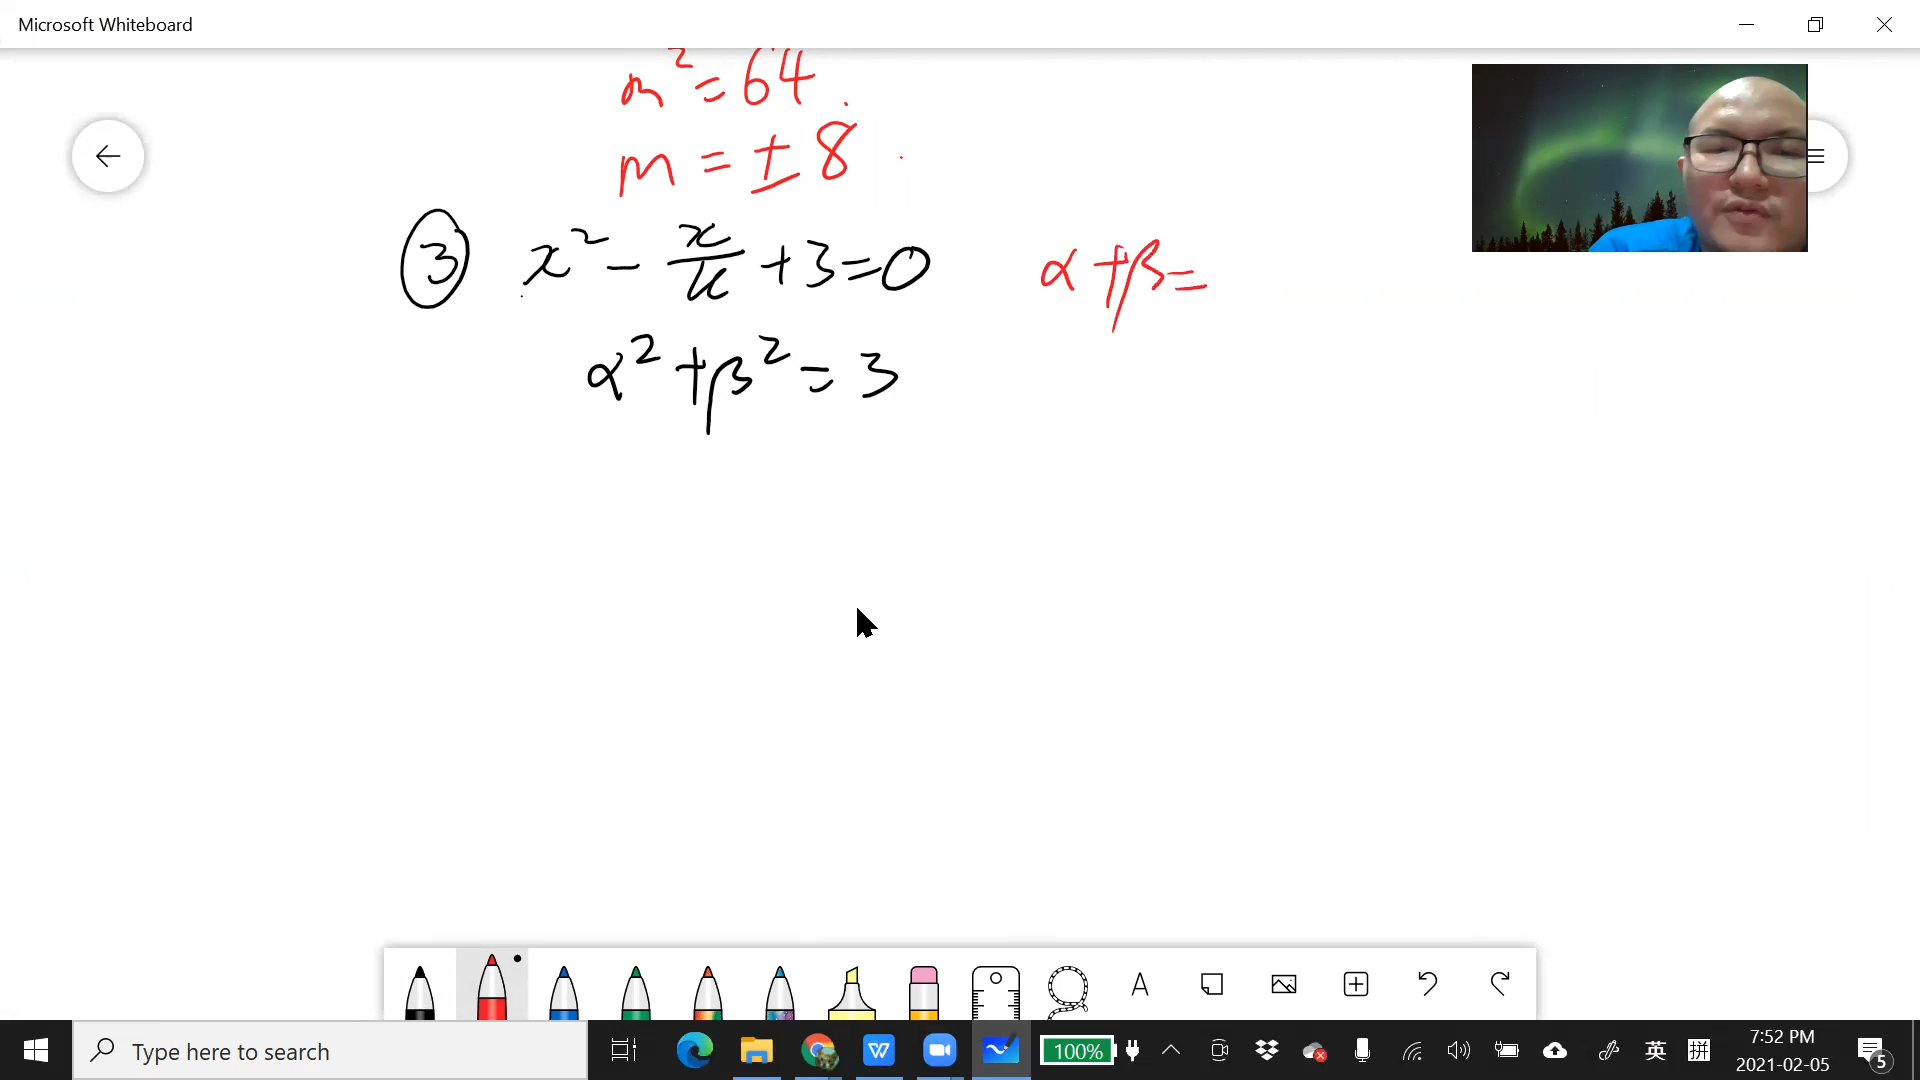 Microsoft Whiteboard
m² = 64
m = ± 8
③ x² - x/k + 3 = 0
α + β =
α² + β² = 3
A
Type here to search
100%
英
拼
7:52 PM
2021-02-05
5